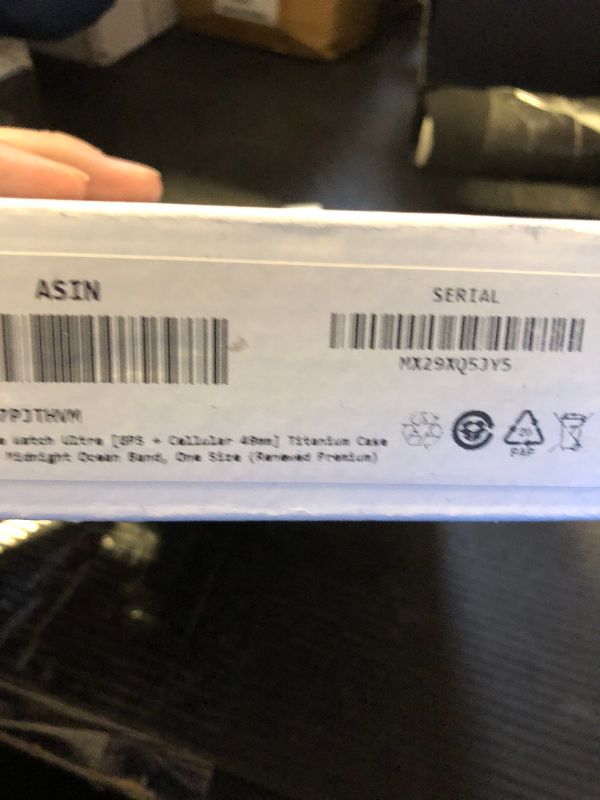 ASIN
SERIAL
MX29XQ5JY5
7PJTHVM
e Watch Ultra [GPS + Cellular 49mm] Titanium Case
Midnight Ocean Band, One Size (Renewed Premium)
20
PAP